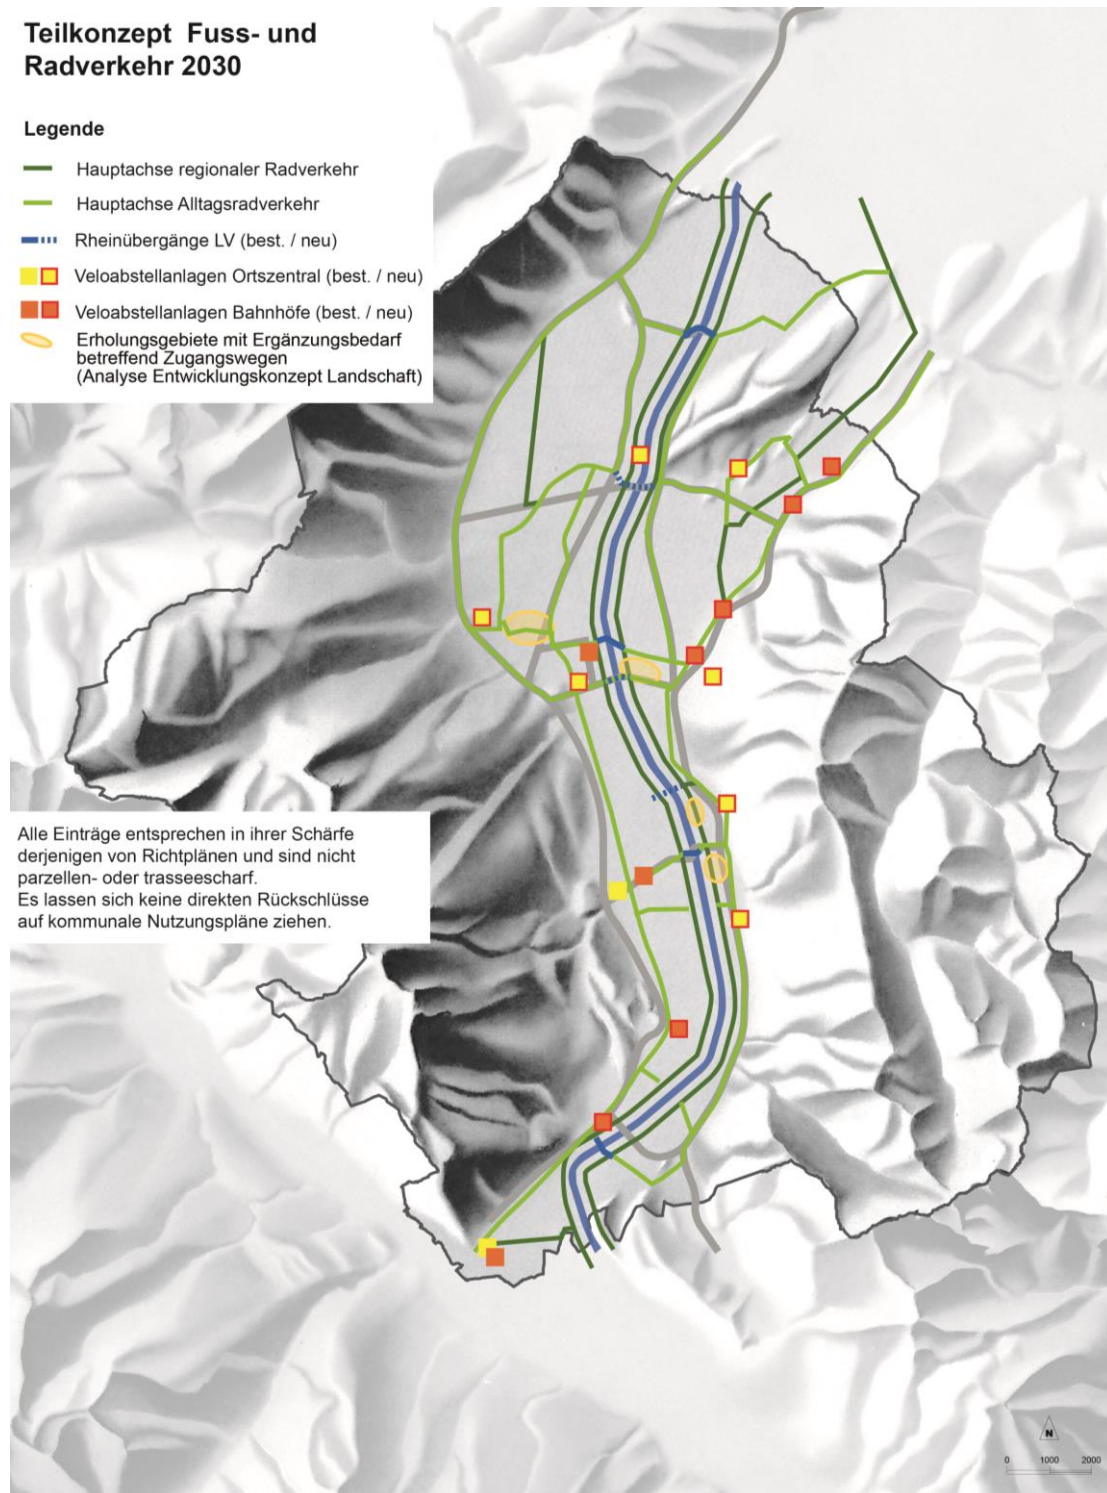 Teilkonzept Fuss- und
Radverkehr 2030
Legende
Hauptachse regionaler Radverkehr
Hauptachse Alltagsradverkehr
Rheinübergänge LV (best. / neu)
Veloabstellanlagen Ortszentral (best. / neu)
Veloabstellanlagen Bahnhöfe (best. / neu)
Erholungsgebiete mit Ergänzungsbedarf
betreffend Zugangswegen
(Analyse Entwicklungskonzept Landschaft)
Alle Einträge entsprechen in ihrer Schärfe
derjenigen von Richtplänen und sind nicht
parzellen- oder trasseescharf.
Es lassen sich keine direkten Rückschlüsse
auf kommunale Nutzungspläne ziehen.
N
0 1000 2000